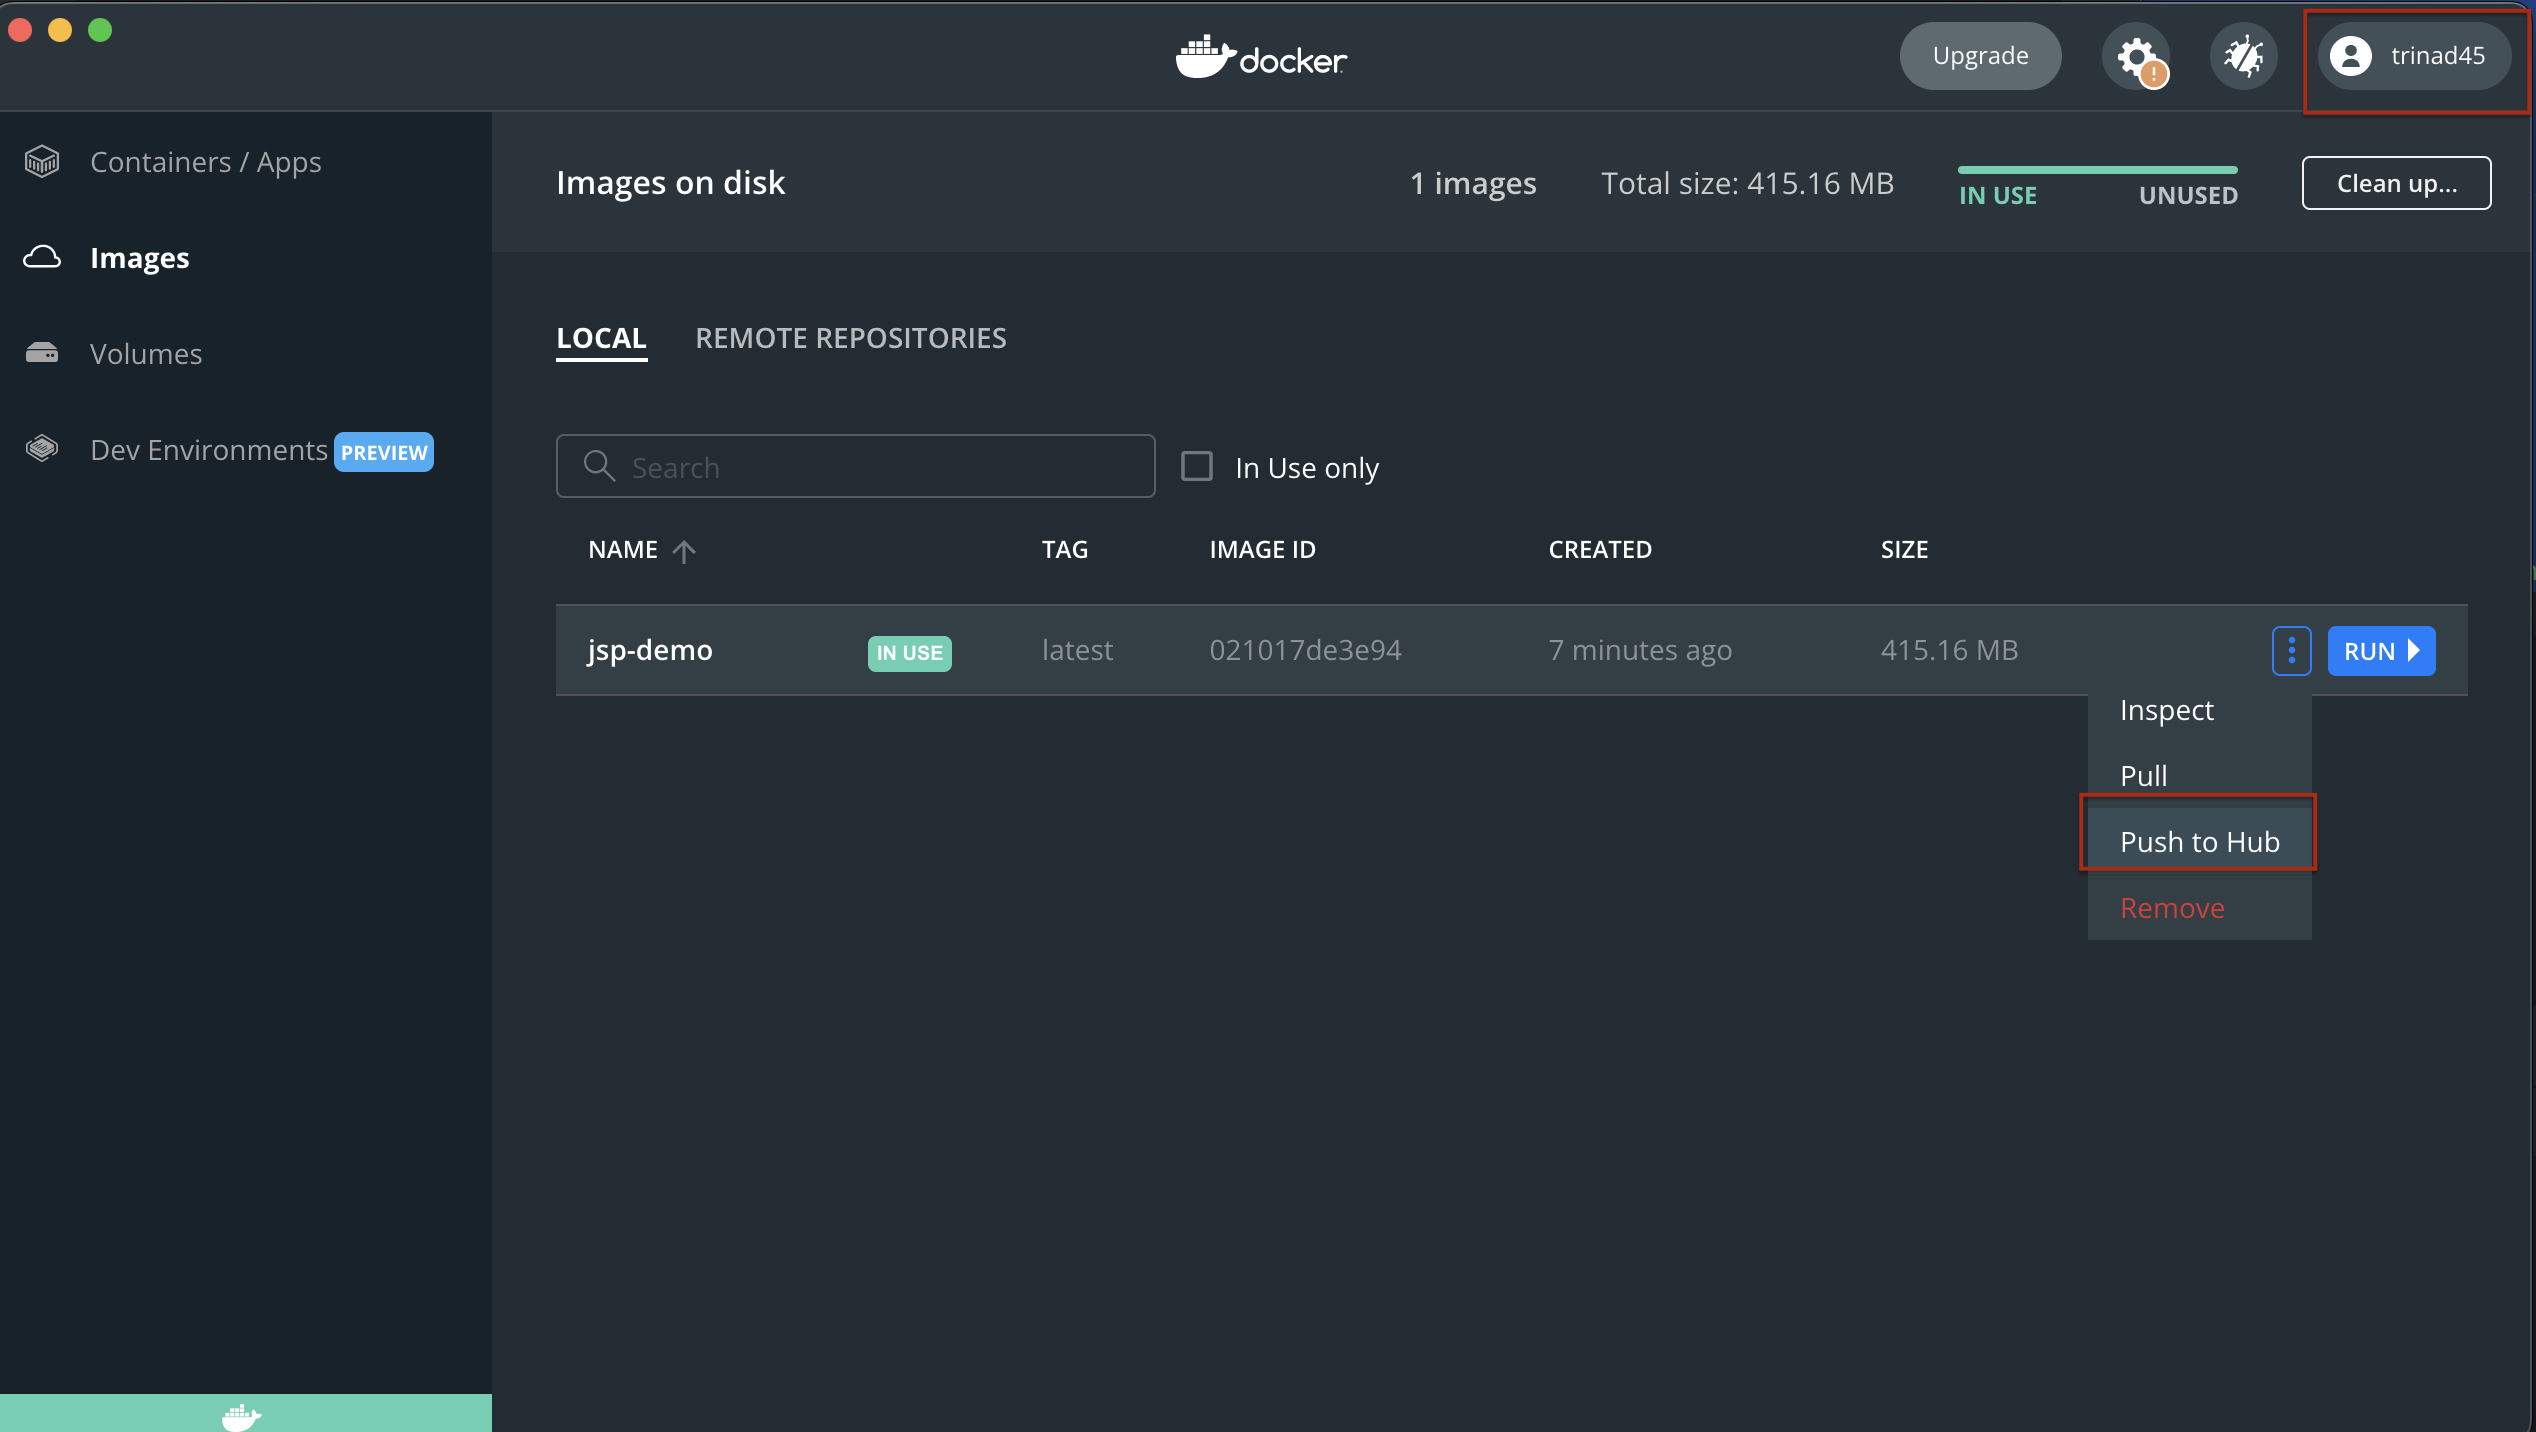 docker
Upgrade
trinad45
Containers / Apps
Images
Volumes
Dev Environments PREVIEW
Images on disk
1 images
Total size: 415.16 MB
IN USE UNUSED
Clean up...
LOCAL REMOTE REPOSITORIES
Search
In Use only
NAME TAG IMAGE ID CREATED SIZE
jsp-demo IN USE latest 021017de3e94 7 minutes ago 415.16 MB RUN
Inspect
Pull
Push to Hub
Remove